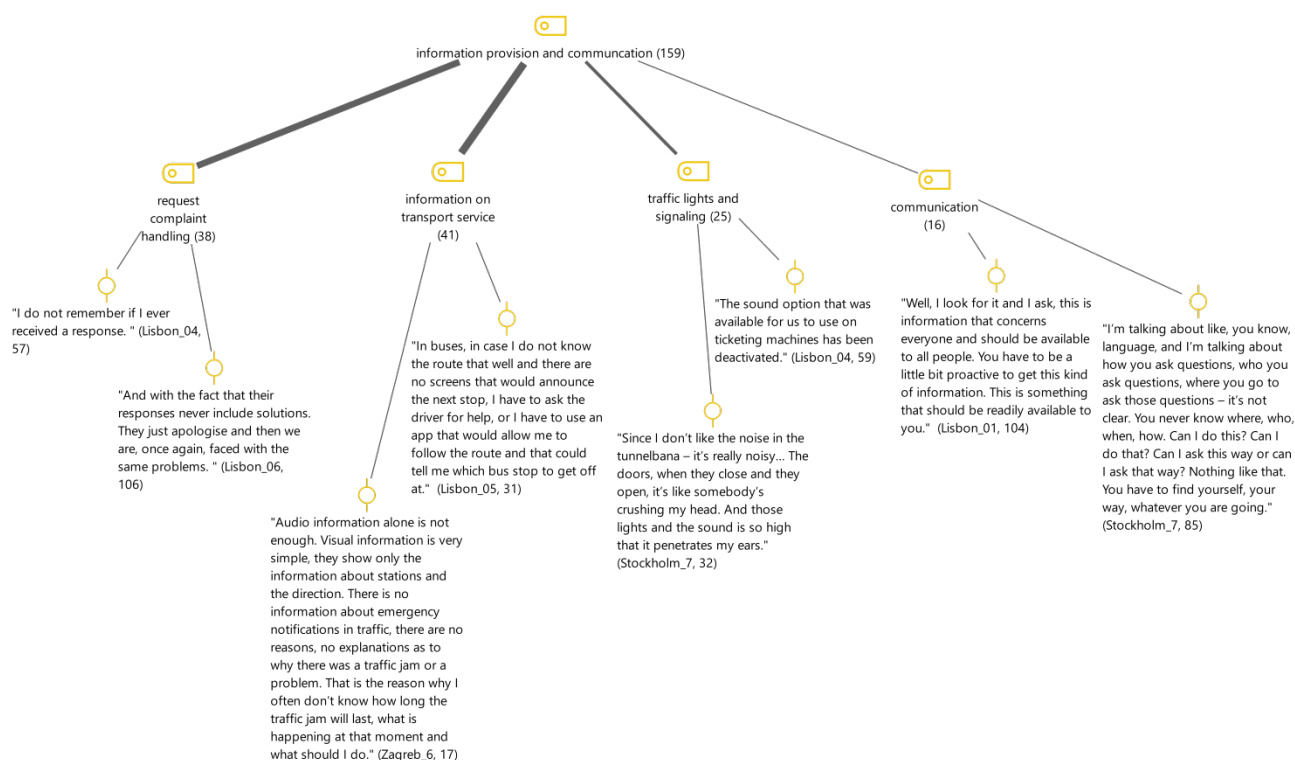 information provision and communcation (159)
request
complaint
handling (38)
information on
transport service
(41)
traffic lights and
signaling (25)
communication
(16)
"I do not remember if I ever
received a response. " (Lisbon_04,
57)
"And with the fact that their
responses never include solutions.
They just apologise and then we
are, once again, faced with the
same problems. " (Lisbon_06,
106)
"Audio information alone is not
enough. Visual information is very
simple, they show only the
information about stations and
the direction. There is no
information about emergency
notifications in traffic, there are no
reasons, no explanations as to
why there was a traffic jam or a
problem. That is the reason why I
often don't know how long the
traffic jam will last, what is
happening at that moment and
what should I do." (Zagreb_6, 17)
"In buses, in case I do not know
the route that well and there are
no screens that would announce
the next stop, I have to ask the
driver for help, or I have to use an
app that would allow me to
follow the route and that could
tell me which bus stop to get off
at."  (Lisbon_05, 31)
"Since I don't like the noise in the
tunnelbana – it's really noisy... The
doors, when they close and they
open, it's like somebody's
crushing my head. And those
lights and the sound is so high
that it penetrates my ears."
(Stockholm_7, 32)
"The sound option that was
available for us to use on
ticketing machines has been
deactivated." (Lisbon_04, 59)
"Well, I look for it and I ask, this is
information that concerns
everyone and should be available
to all people. You have to be a
little bit proactive to get this kind
of information. This is something
that should be readily available to
you."  (Lisbon_01, 104)
"I'm talking about like, you know,
language, and I'm talking about
how you ask questions, who you
ask questions, where you go to
ask those questions – it's not
clear. You never know where, who,
when, how. Can I do this? Can I
do that? Can I ask this way or can
I ask that way? Nothing like that.
You have to find yourself, your
way, whatever you are going."
(Stockholm_7, 85)